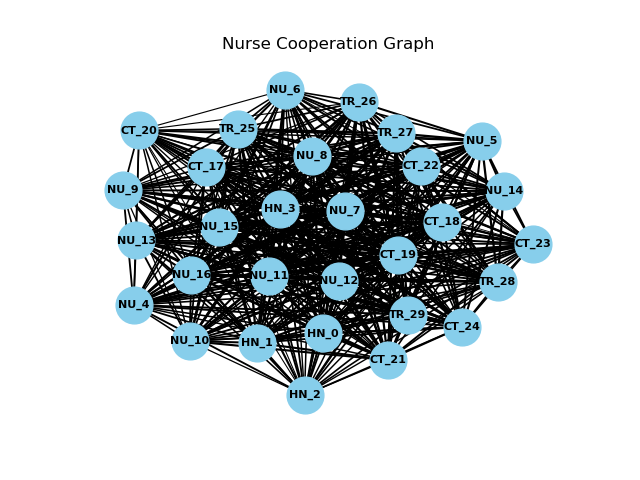 Nurse Cooperation Graph
NU_6
TR_26
CT_20
TR_25
TR_27
NU_5
NU_8
CT_17
CT_22
NU_9
NU_14
HN_3
NU_7
NU_15
CT_18
NU_13
CT_23
CT_19
NU_16
NU_11
NU_12
TR_28
NU_4
TR_29
CT_24
HN_0
NU_10
HN_1
CT_21
HN_2